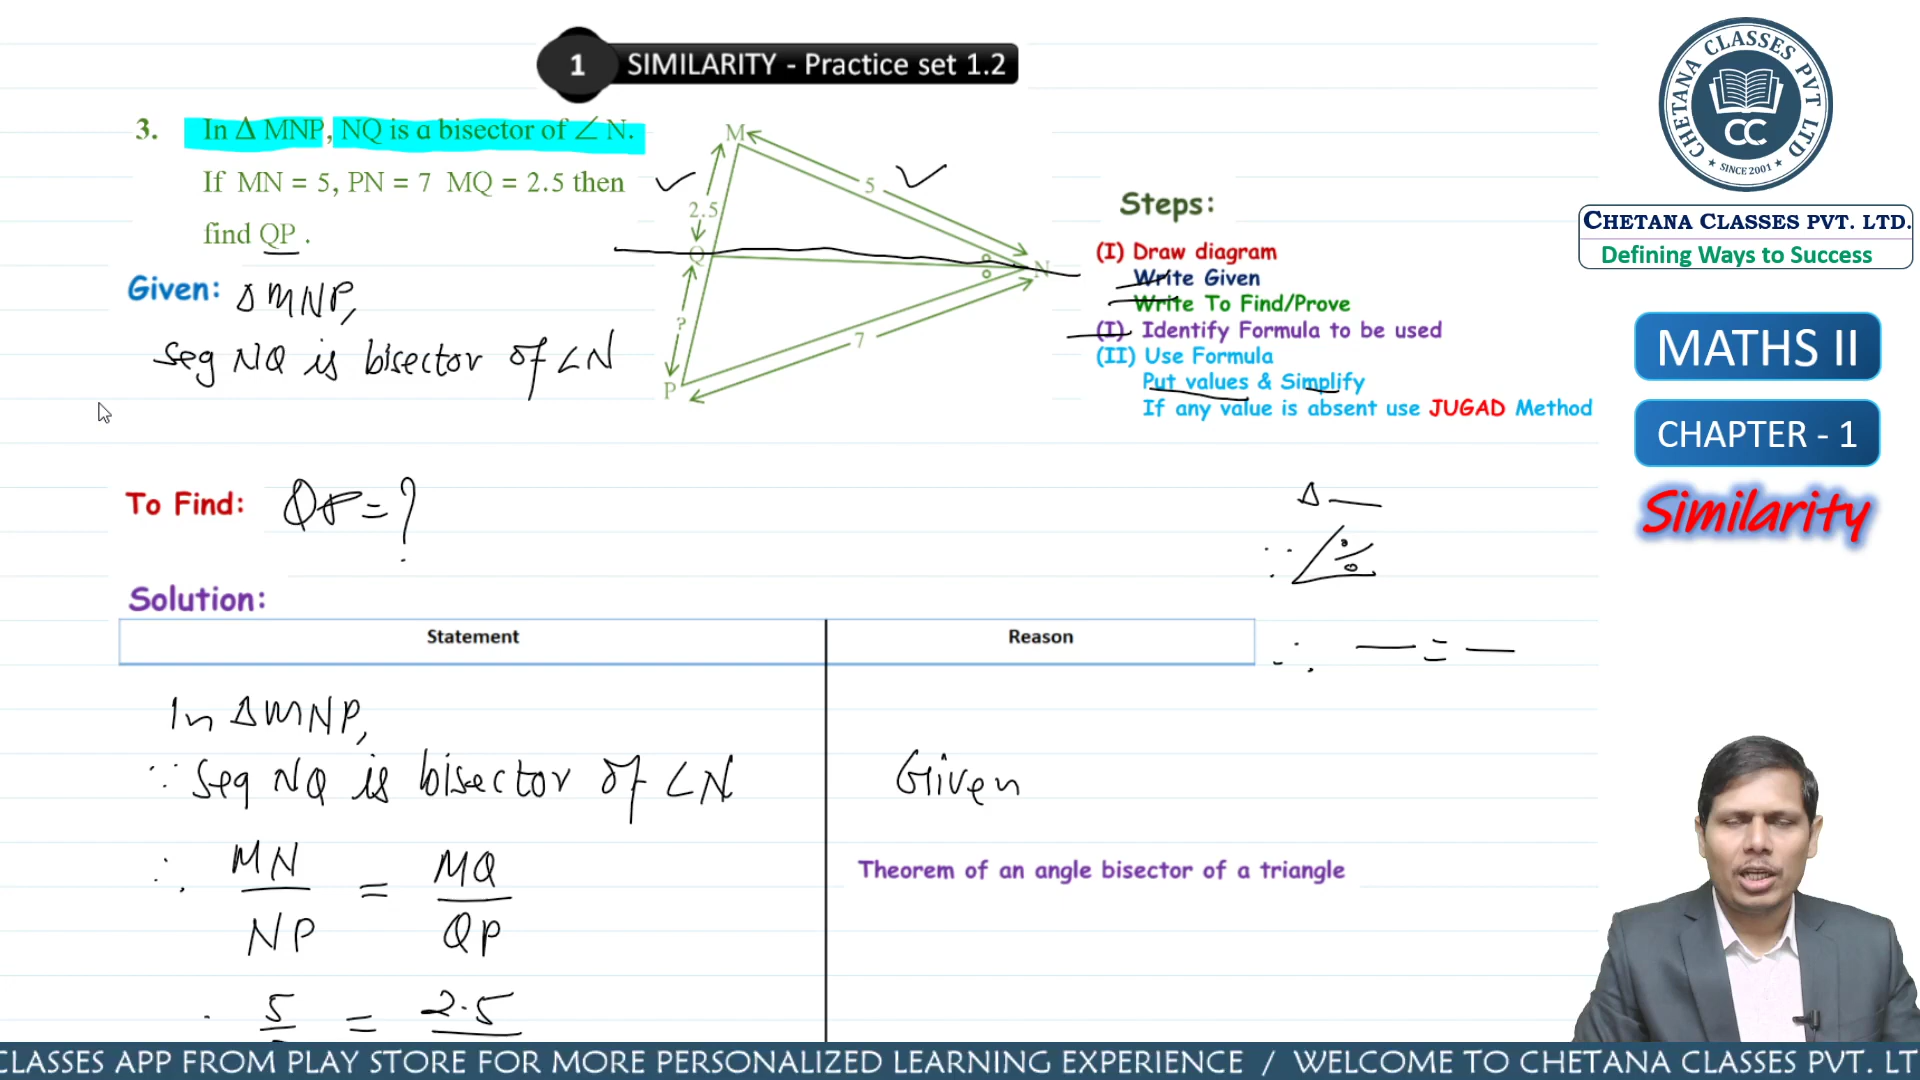 1 SIMILARITY - Practice set 1.2
3. In Δ MNP, NQ is a bisector of ∠ N.
If MN = 5, PN = 7 MQ = 2.5 then
find QP .
M
5
2.5
Q
N
?
7
P
Given: Δ MNP,
seg NQ is bisector of ∠N
Steps:
(I) Draw diagram
Write Given
Write To Find/Prove
(I) Identify Formula to be used
(II) Use Formula
Put values & Simplify
If any value is absent use JUGAD Method
To Find: QP = ?
Δ —
∵
∴ — = —
Solution:
Statement Reason
In ΔMNP,
∵ seg NQ is bisector of ∠N Given
∴ MN/NP = MQ/QP Theorem of an angle bisector of a triangle
5 = 2.5
CHETANA CLASSES PVT LTD
CC
SINCE 2001
CHETANA CLASSES PVT. LTD.
Defining Ways to Success
MATHS II
CHAPTER - 1
Similarity
CLASSES APP FROM PLAY STORE FOR MORE PERSONALIZED LEARNING EXPERIENCE / WELCOME TO CHETANA CLASSES PVT. LT